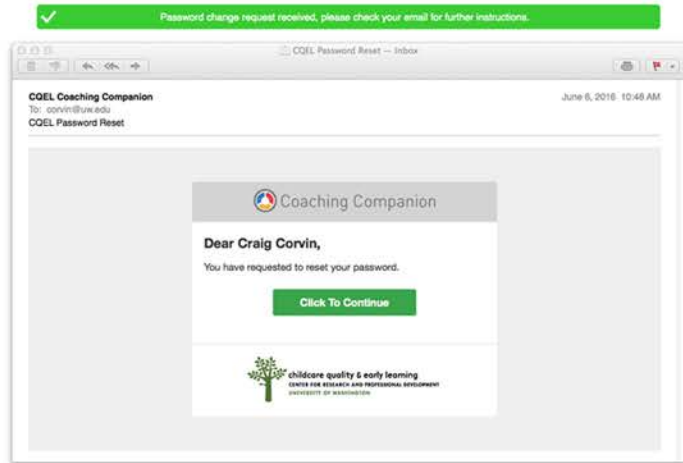 Password change request received, please check your email for further instructions.
CQEL Password Reset — Inbox
CQEL Coaching Companion
June 6, 2016 10:48 AM
To: corvin@uw.edu
CQEL Password Reset
Coaching Companion
Dear Craig Corvin,
You have requested to reset your password.
Click To Continue
childcare quality & early learning
CENTER FOR RESEARCH AND PROFESSIONAL DEVELOPMENT
UNIVERSITY OF WASHINGTON